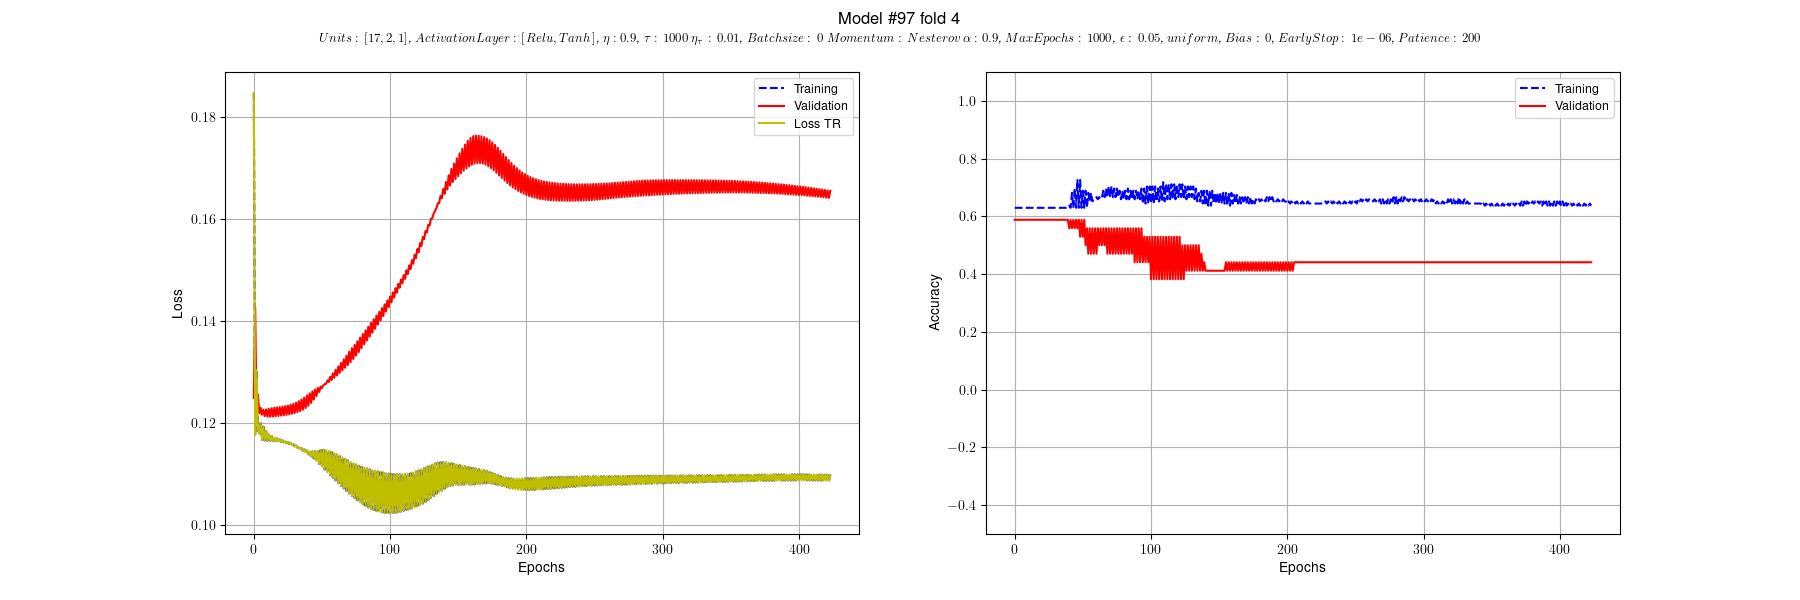 Model #97 fold 4
Units : [17, 2, 1], ActivationLayer : [Relu, Tanh], η : 0.9, τ : 1000 ητ : 0.01, Batchsize : 0 Momentum : Nesterov α : 0.9, MaxEpochs : 1000, ϵ : 0.05, uniform, Bias : 0, EarlyStop : 1e − 06, Patience : 200
Training
Validation
Loss TR
0.18
0.16
0.14
0.12
0.10
Loss
0 100 200 300 400
Epochs
Training
Validation
1.0
0.8
0.6
0.4
0.2
0.0
−0.2
−0.4
Accuracy
0 100 200 300 400
Epochs